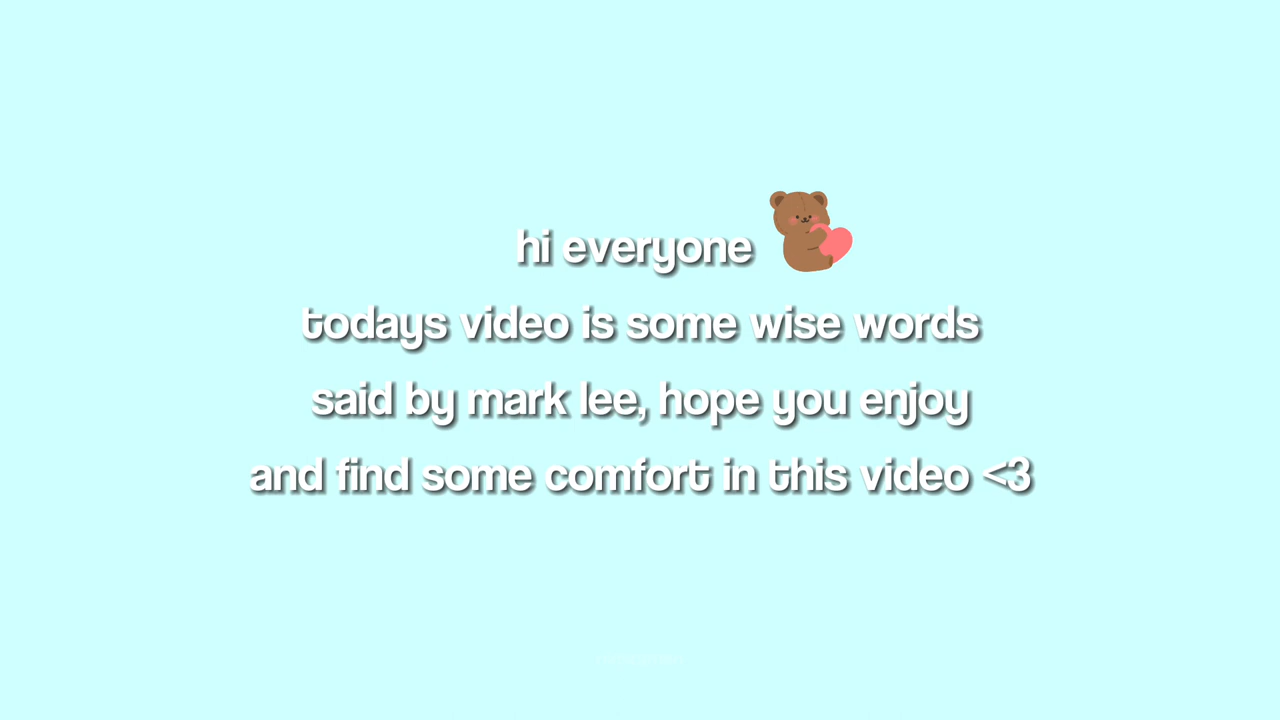 hi everyone
todays video is some wise words
said by mark lee, hope you enjoy
and find some comfort in this video <3